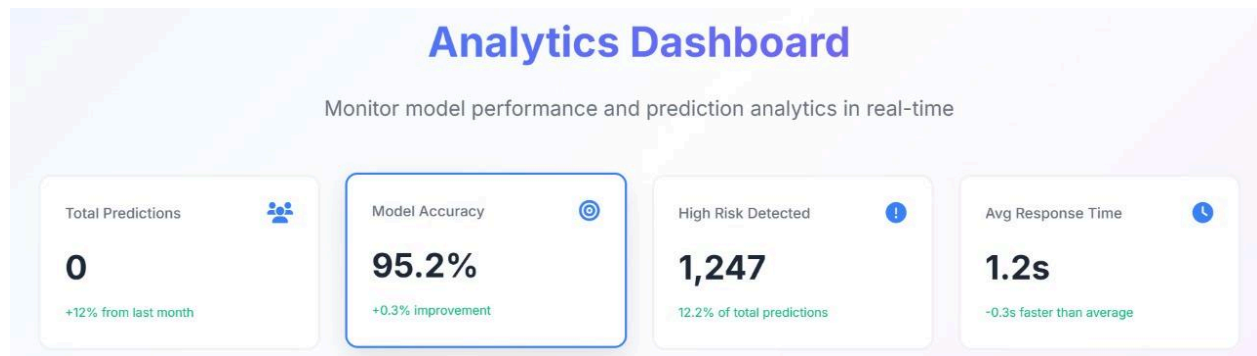 Analytics Dashboard
Monitor model performance and prediction analytics in real-time
Total Predictions
0
+12% from last month
Model Accuracy
95.2%
+0.3% improvement
High Risk Detected
1,247
12.2% of total predictions
Avg Response Time
1.2s
-0.3s faster than average